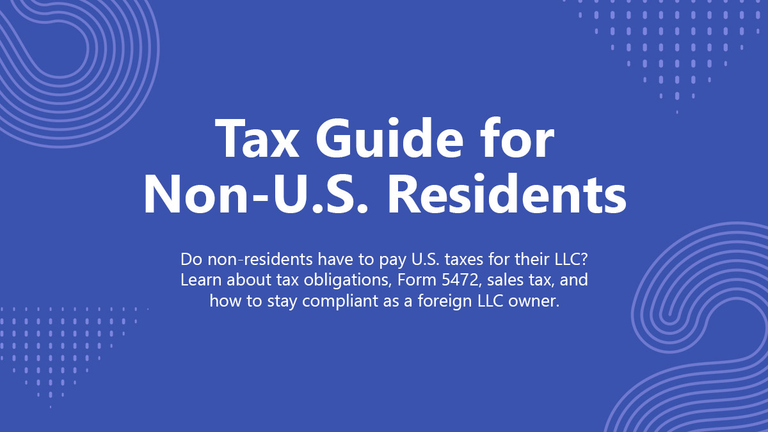 Tax Guide for
Non-U.S. Residents
Do non-residents have to pay U.S. taxes for their LLC?
Learn about tax obligations, Form 5472, sales tax, and
how to stay compliant as a foreign LLC owner.